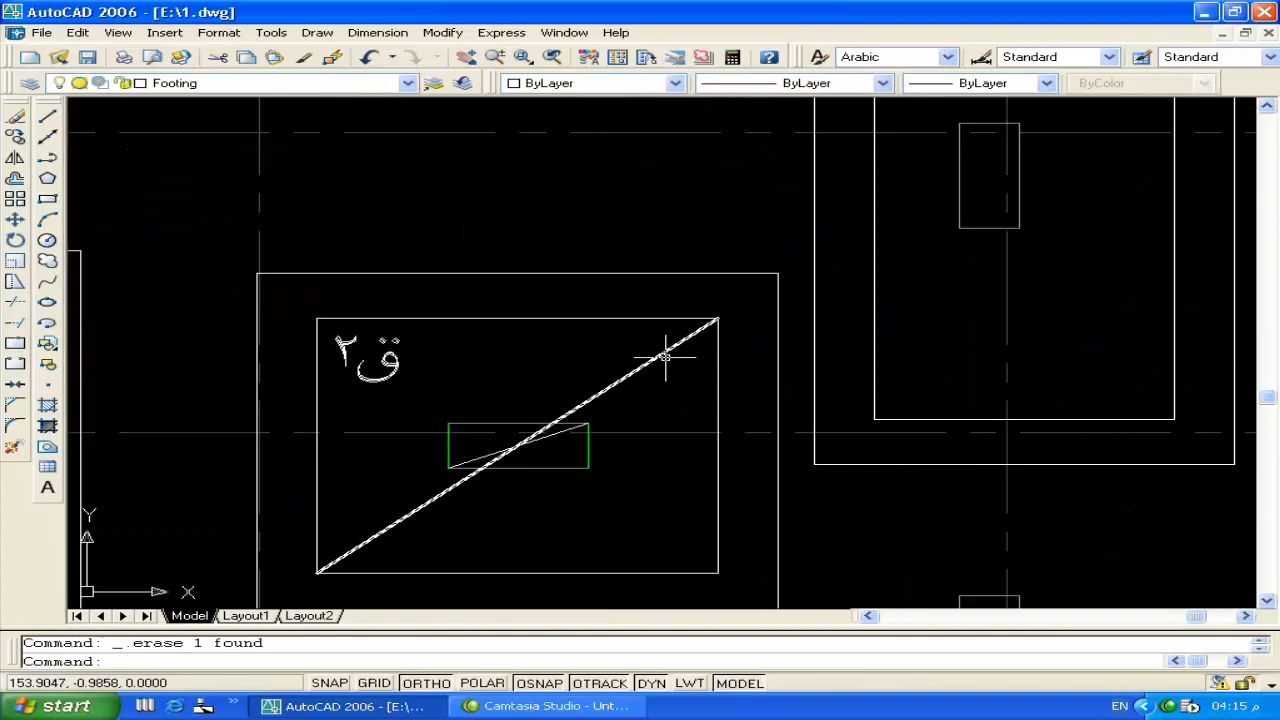 AutoCAD 2006 - [E:\1.dwg]
File Edit View Insert Format Tools Draw Dimension Modify Express Window Help
Arabic Standard Standard
Footing ByLayer ByLayer ByLayer ByColor
ق٢
Y
X
A
Model Layout1 Layout2
Command: _.erase 1 found
Command:
153.9047, -0.9858, 0.0000 SNAP GRID ORTHO POLAR OSNAP OTRACK DYN LWT MODEL
start AutoCAD 2006 - [E:\... Camtasia Studio - Unt... EN 04:15 م